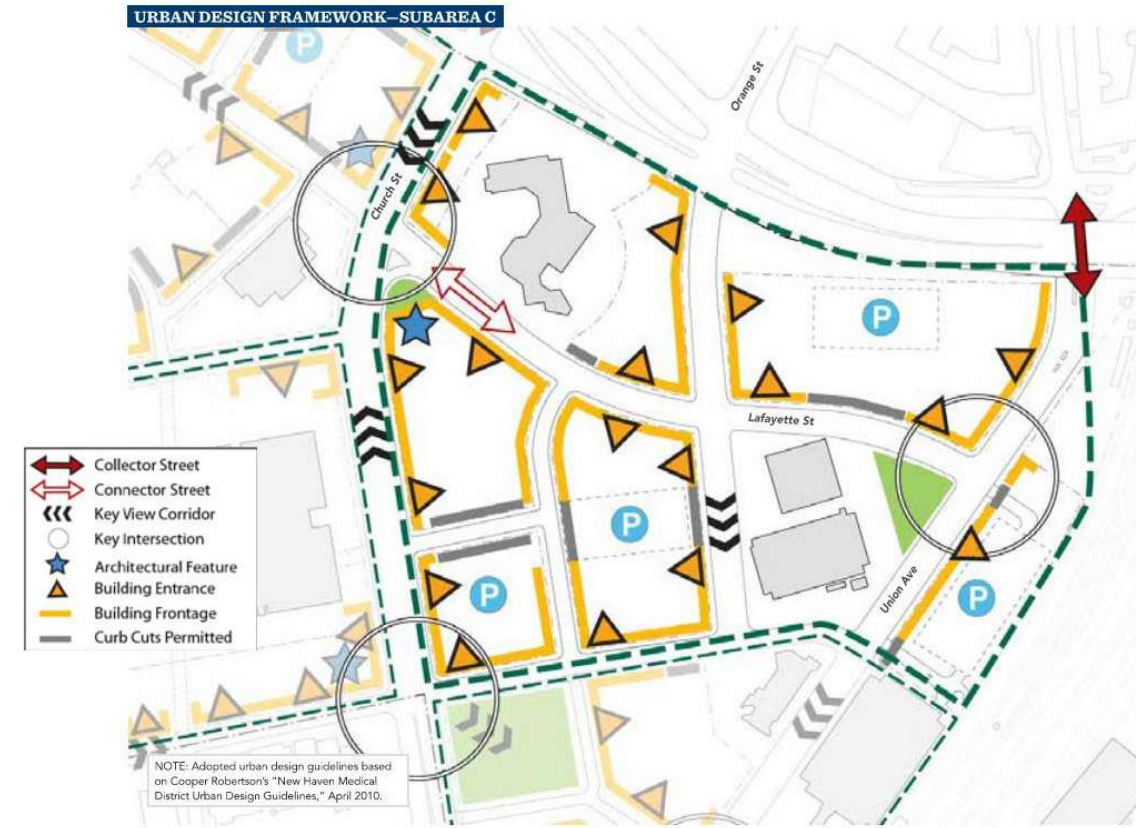 URBAN DESIGN FRAMEWORK—SUBAREA C
P
Orange St
Church St
P
Lafayette St
Collector Street
Connector Street
Key View Corridor
Key Intersection
Architectural Feature
Building Entrance
Building Frontage
Curb Cuts Permitted
P
P
P
Union Ave
NOTE: Adopted urban design guidelines based
on Cooper Robertson's "New Haven Medical
District Urban Design Guidelines," April 2010.